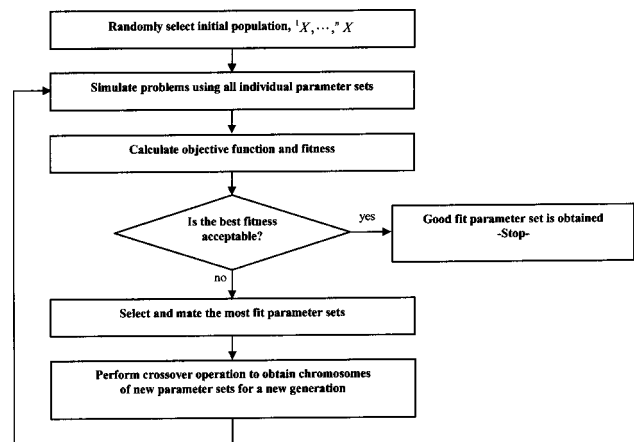 Randomly select initial population, ¹X,⋯,ⁿ X
Simulate problems using all individual parameter sets
Calculate objective function and fitness
Is the best fitness
acceptable?
yes
Good fit parameter set is obtained
-Stop-
no
Select and mate the most fit parameter sets
Perform crossover operation to obtain chromosomes
of new parameter sets for a new generation